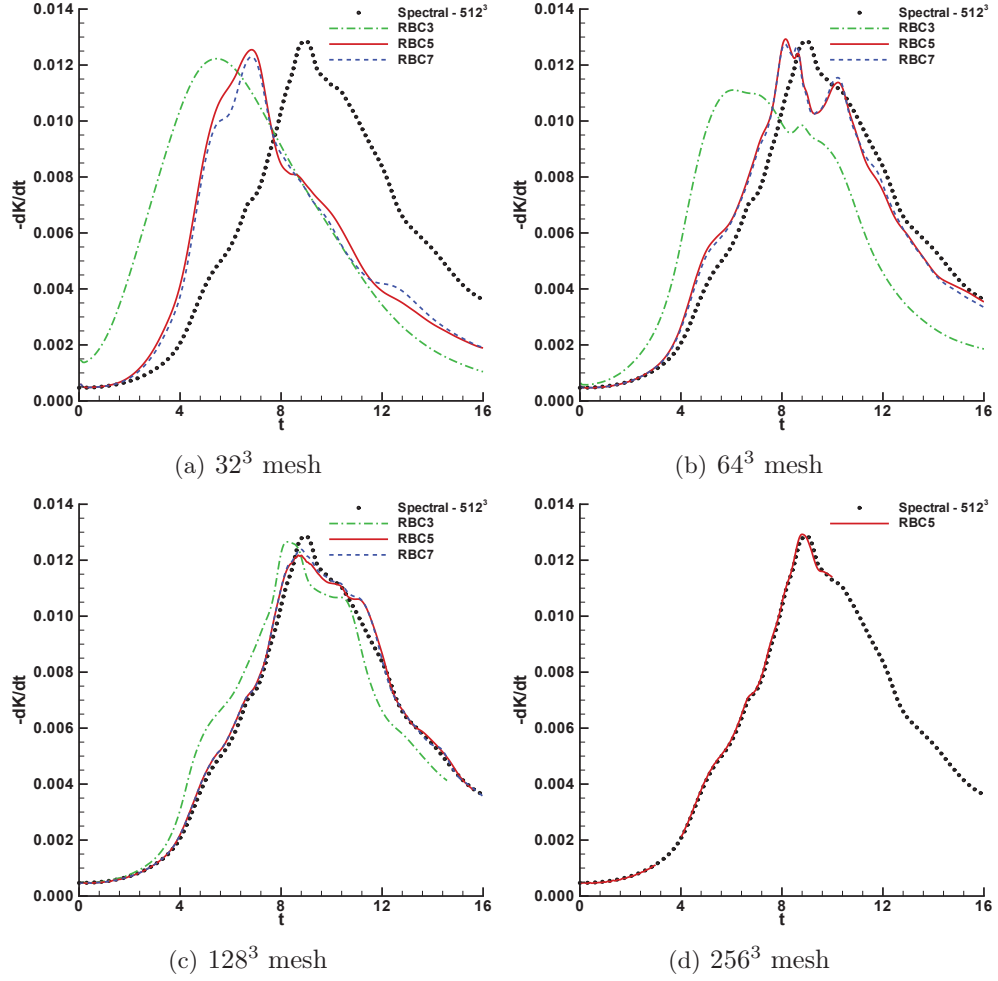 -dK/dt
0.014
0.012
0.010
0.008
0.006
0.004
0.002
0.000
Spectral - 512³
RBC3
RBC5
RBC7
0 4 8 12 16
t
(a) 32³ mesh
-dK/dt
0.014
0.012
0.010
0.008
0.006
0.004
0.002
0.000
Spectral - 512³
RBC3
RBC5
RBC7
0 4 8 12 16
t
(b) 64³ mesh
-dK/dt
0.014
0.012
0.010
0.008
0.006
0.004
0.002
0.000
Spectral - 512³
RBC3
RBC5
RBC7
0 4 8 12 16
t
(c) 128³ mesh
-dK/dt
0.014
0.012
0.010
0.008
0.006
0.004
0.002
0.000
Spectral - 512³
RBC5
0 4 8 12 16
t
(d) 256³ mesh